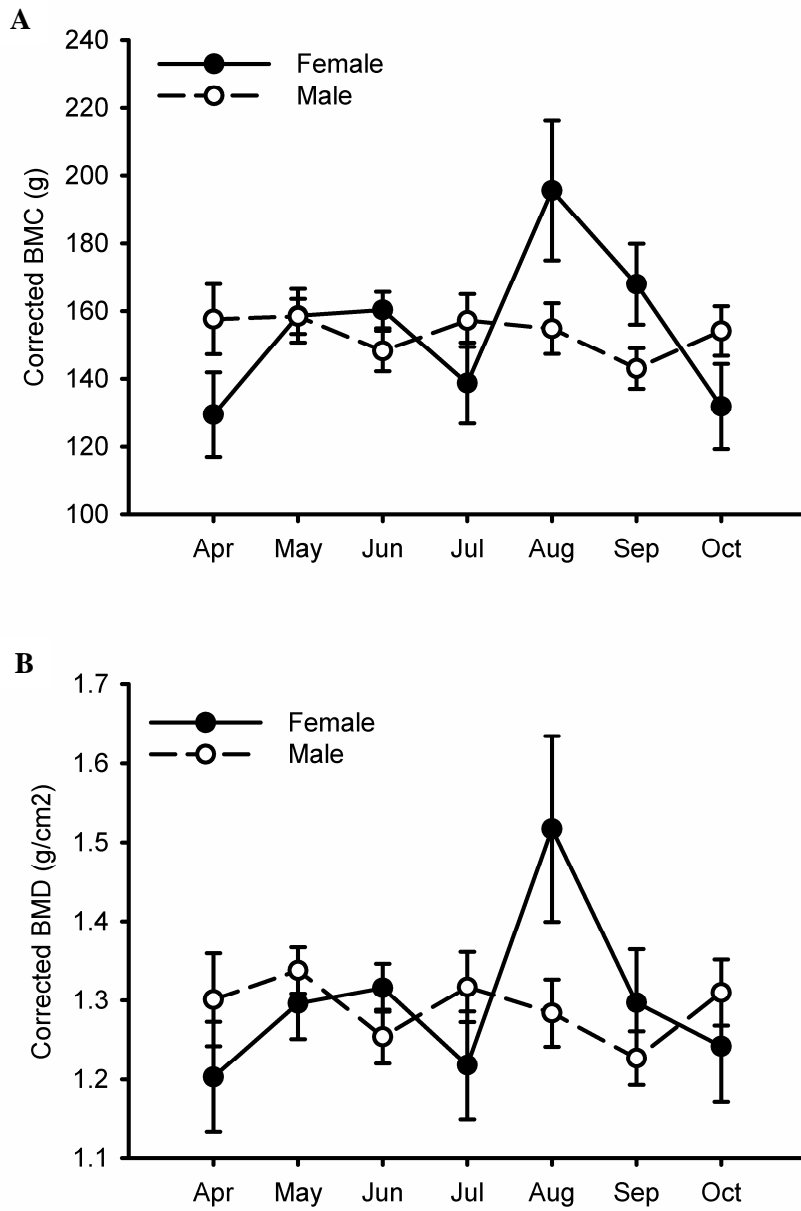 A
240
220
200
180
160
140
120
100
Corrected BMC (g)
Female
Male
Apr May Jun Jul Aug Sep Oct
B
1.7
1.6
1.5
1.4
1.3
1.2
1.1
Corrected BMD (g/cm2)
Female
Male
Apr May Jun Jul Aug Sep Oct